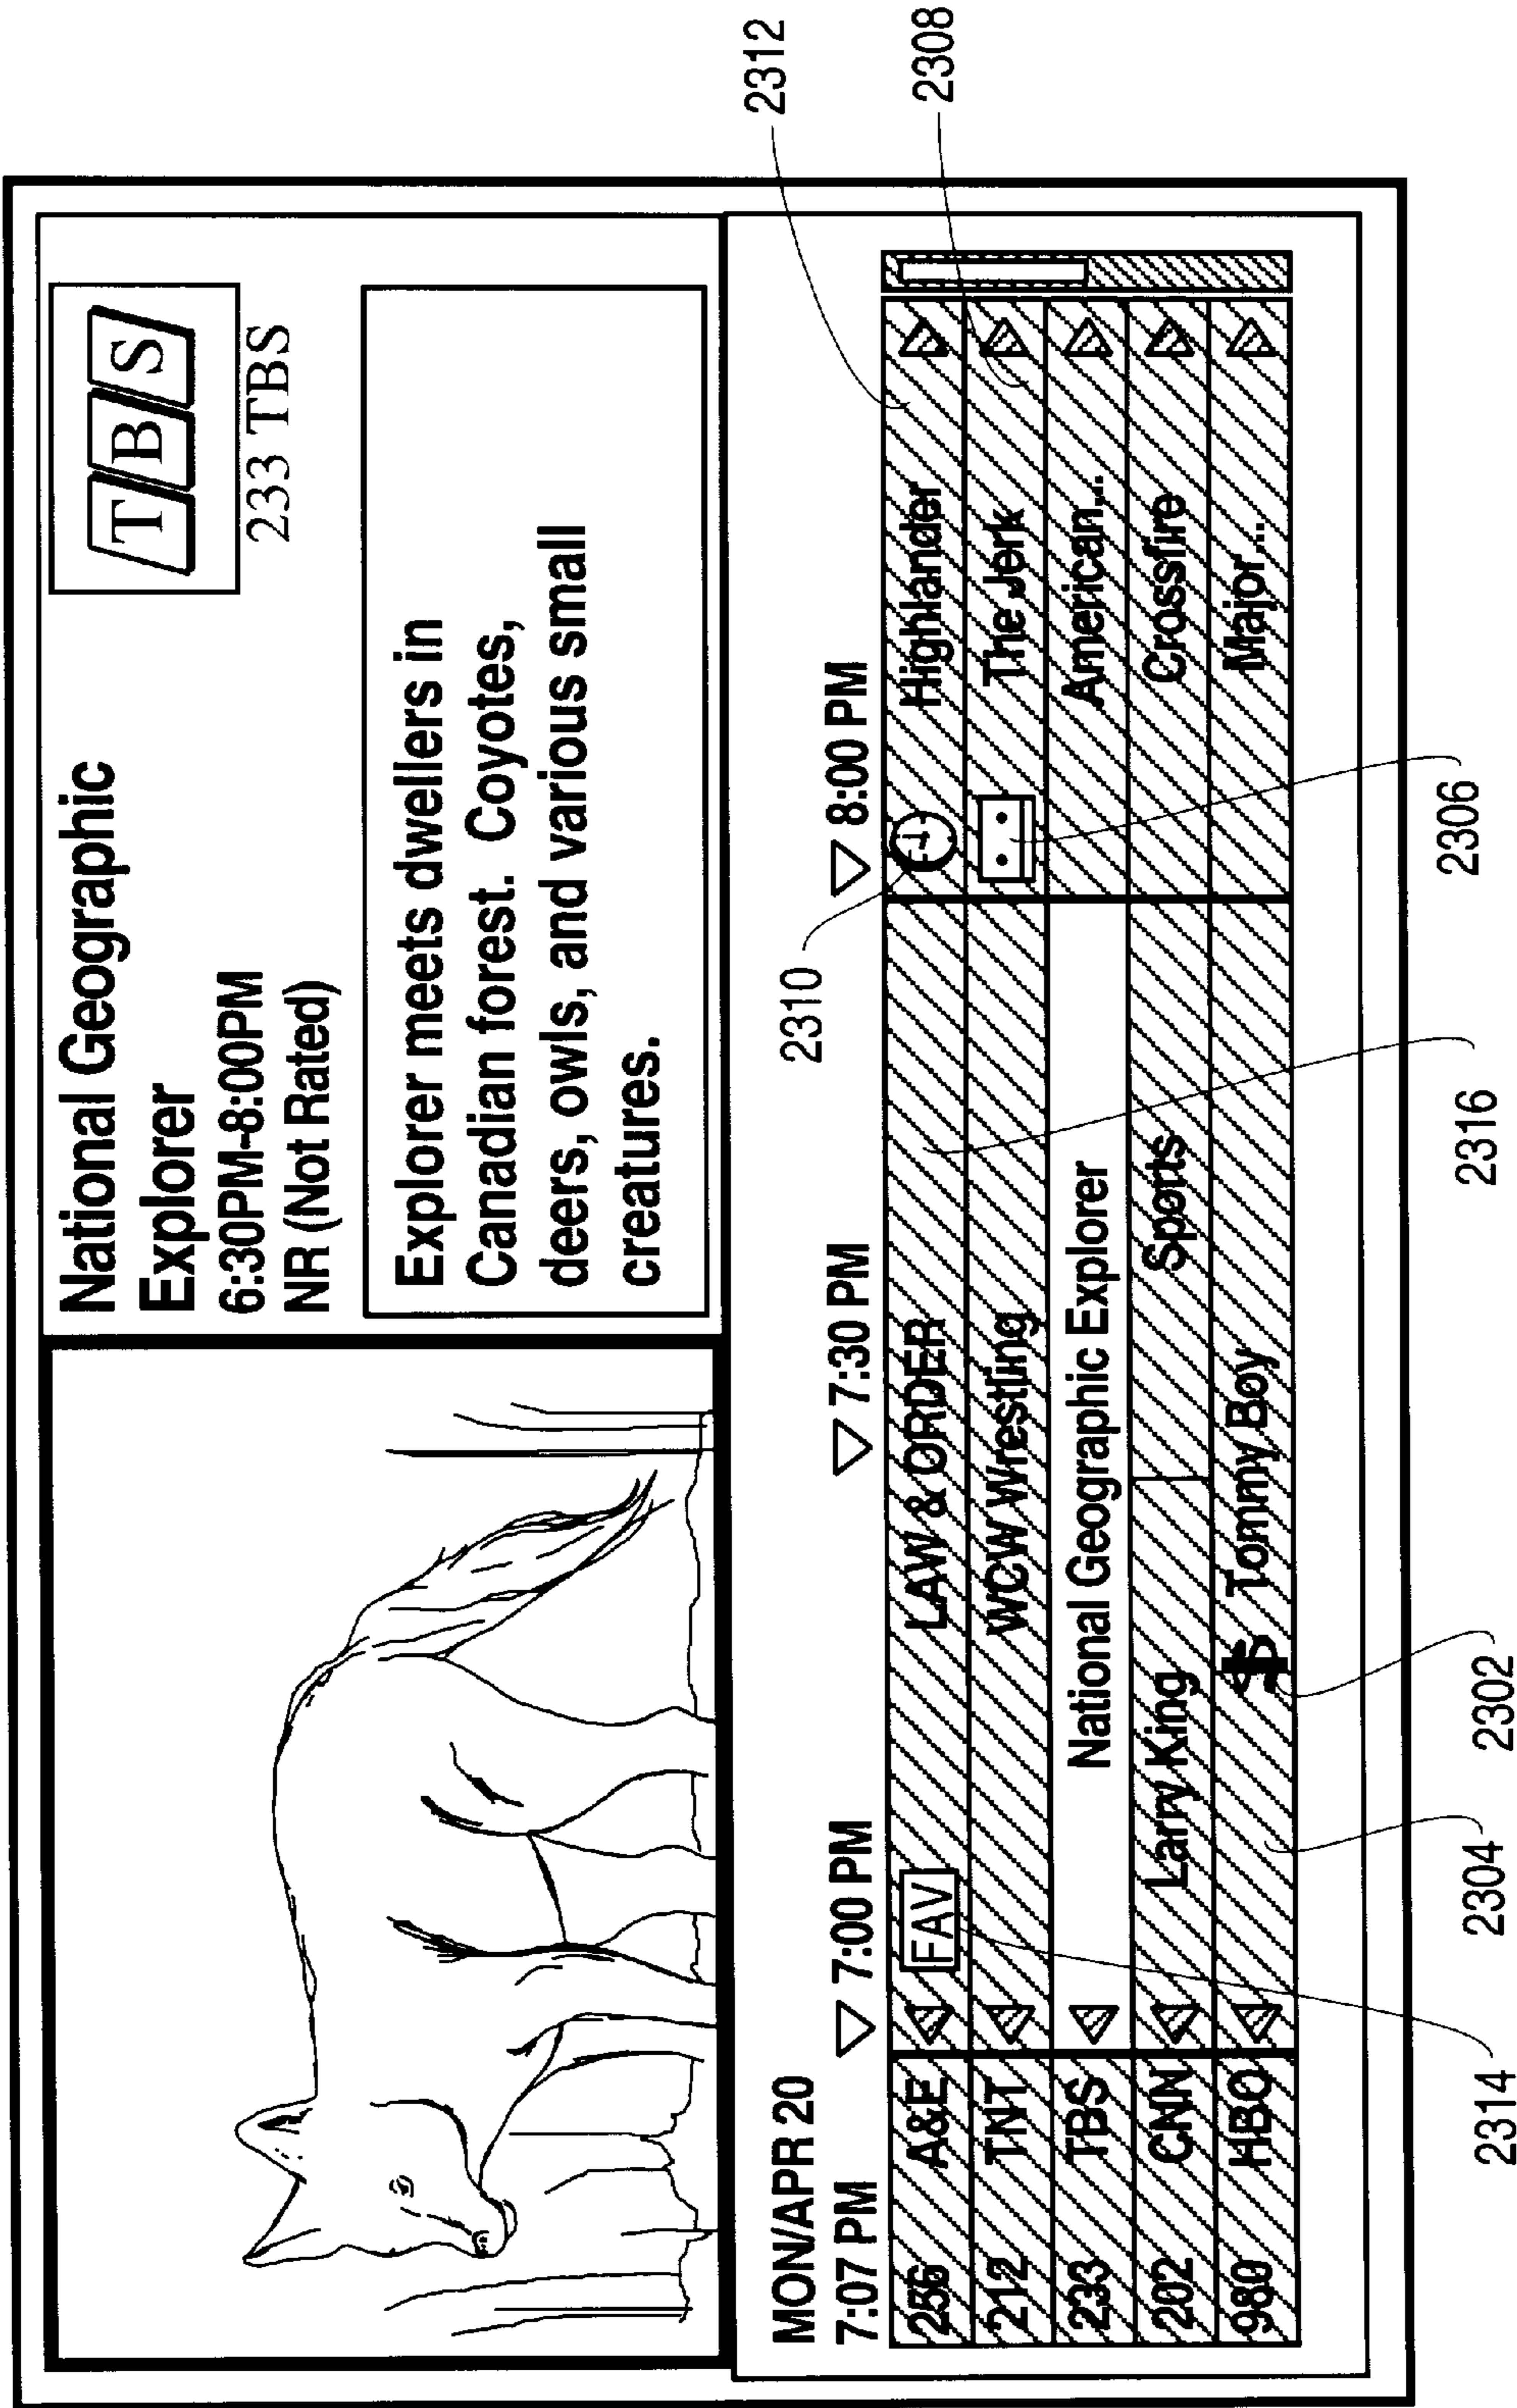 National Geographic
Explorer
6:30PM-8:00PM
NR (Not Rated)
T B S
233 TBS
Explorer meets dwellers in
Canadian forest. Coyotes,
deers, owls, and various small
creatures.
MON/APR 20
7:07 PM 7:00 PM 7:30 PM 8:00 PM
256 A&E FAV LAW & ORDER Highlander
212 TNT WCW Wrestling The Jerk
233 TBS National Geographic Explorer American...
202 CNN Larry King Sports Crossfire
980 HBO $ Tommy Boy Major...
2310
2312
2308
2314
2304
2302
2316
2306